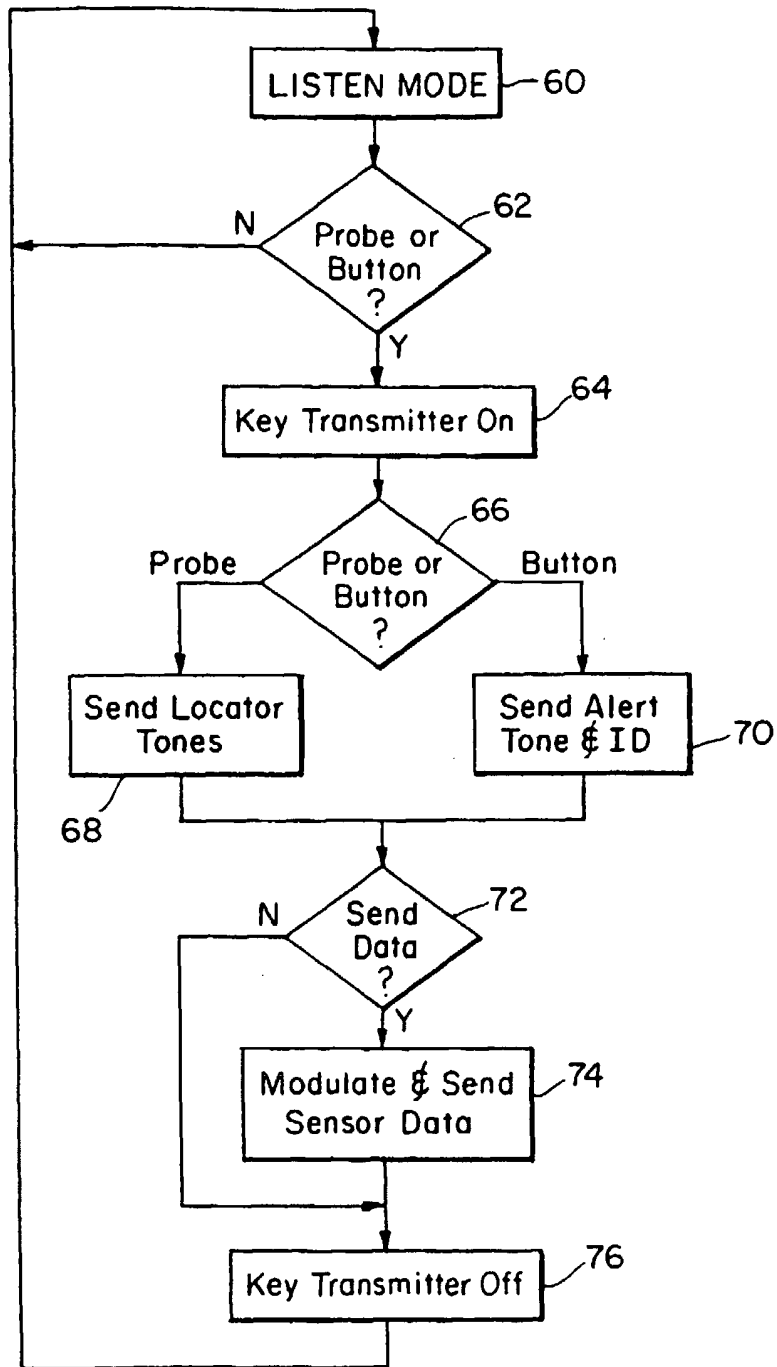 LISTEN MODE
60
62
N
Probe or
Button
?
Y
64
Key Transmitter On
66
Probe
Probe or
Button
?
Button
Send Locator
Tones
68
Send Alert
Tone & ID
70
72
N
Send
Data
?
Y
Modulate & Send
Sensor Data
74
Key Transmitter Off
76